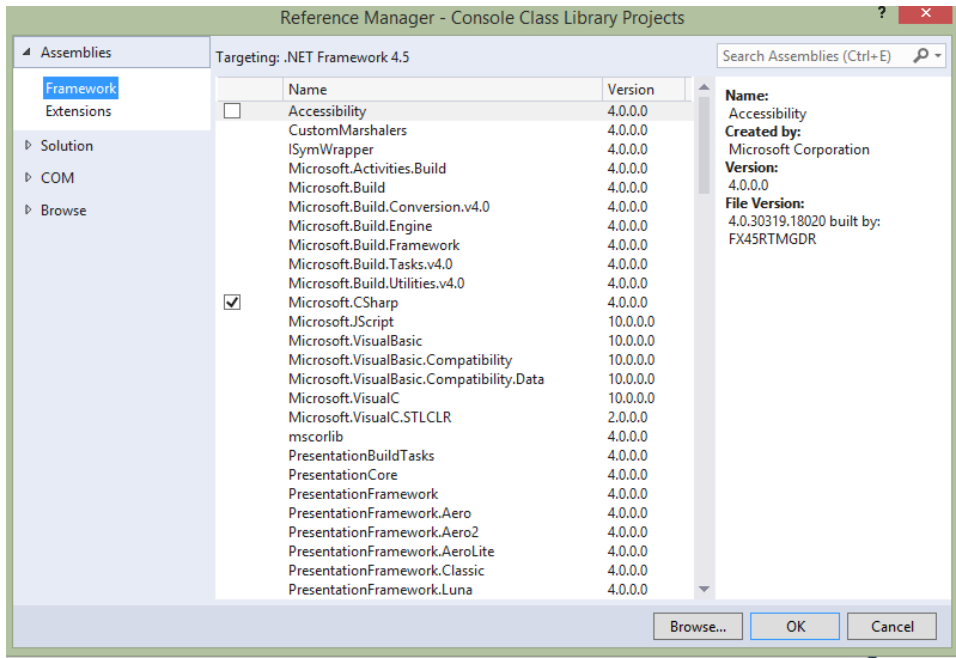 Reference Manager - Console Class Library Projects
? ×
Assemblies
Framework
Extensions
Solution
COM
Browse
Targeting: .NET Framework 4.5
Search Assemblies (Ctrl+E)
Name Version
Accessibility 4.0.0.0
CustomMarshalers 4.0.0.0
ISymWrapper 4.0.0.0
Microsoft.Activities.Build 4.0.0.0
Microsoft.Build 4.0.0.0
Microsoft.Build.Conversion.v4.0 4.0.0.0
Microsoft.Build.Engine 4.0.0.0
Microsoft.Build.Framework 4.0.0.0
Microsoft.Build.Tasks.v4.0 4.0.0.0
Microsoft.Build.Utilities.v4.0 4.0.0.0
Microsoft.CSharp 4.0.0.0
Microsoft.JScript 10.0.0.0
Microsoft.VisualBasic 10.0.0.0
Microsoft.VisualBasic.Compatibility 10.0.0.0
Microsoft.VisualBasic.Compatibility.Data 10.0.0.0
Microsoft.VisualC 10.0.0.0
Microsoft.VisualC.STLCLR 2.0.0.0
mscorlib 4.0.0.0
PresentationBuildTasks 4.0.0.0
PresentationCore 4.0.0.0
PresentationFramework 4.0.0.0
PresentationFramework.Aero 4.0.0.0
PresentationFramework.Aero2 4.0.0.0
PresentationFramework.AeroLite 4.0.0.0
PresentationFramework.Classic 4.0.0.0
PresentationFramework.Luna 4.0.0.0
Name:
Accessibility
Created by:
Microsoft Corporation
Version:
4.0.0.0
File Version:
4.0.30319.18020 built by:
FX45RTMGDR
Browse... OK Cancel